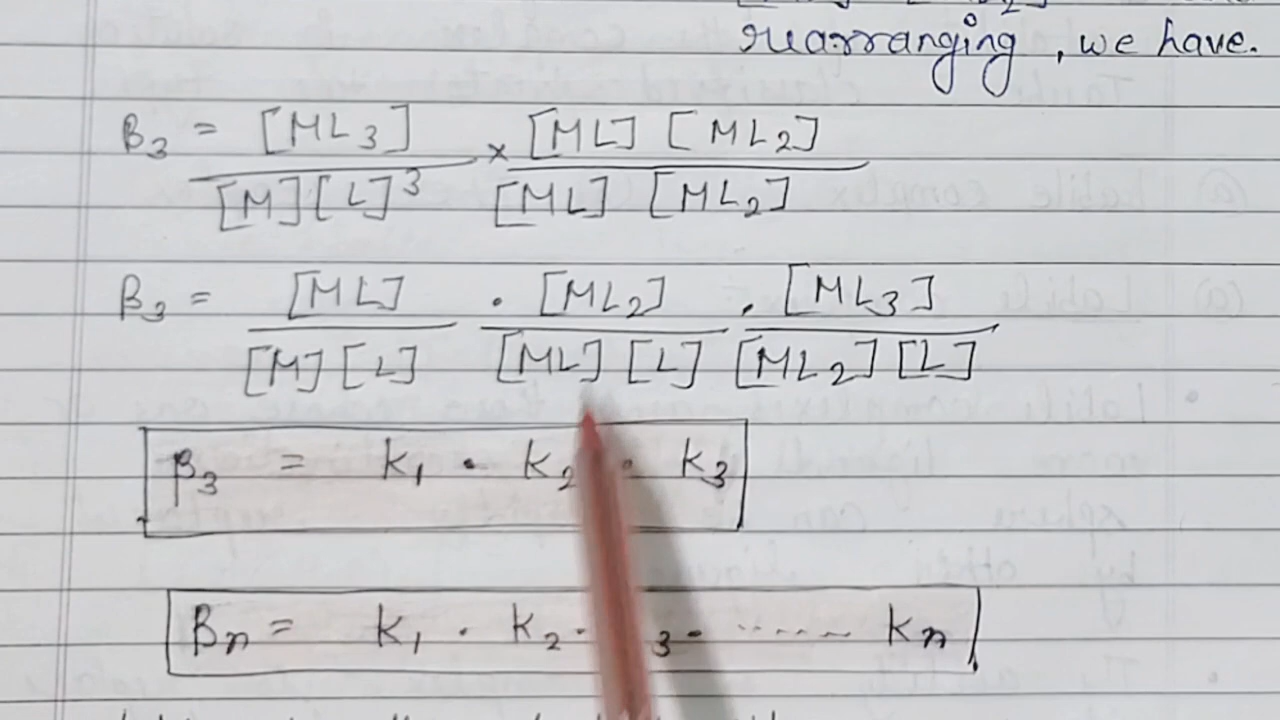 rearranging, we have.
β₃ = [ML₃] / [M][L]³ × [ML] [ML₂] / [ML] [ML₂]
β₃ = [ML] / [M][L] . [ML₂] / [ML][L] . [ML₃] / [ML₂][L]
β₃ = K₁ . K₂ . K₃
βₙ = K₁ . K₂ . ₃ . ...... Kₙ